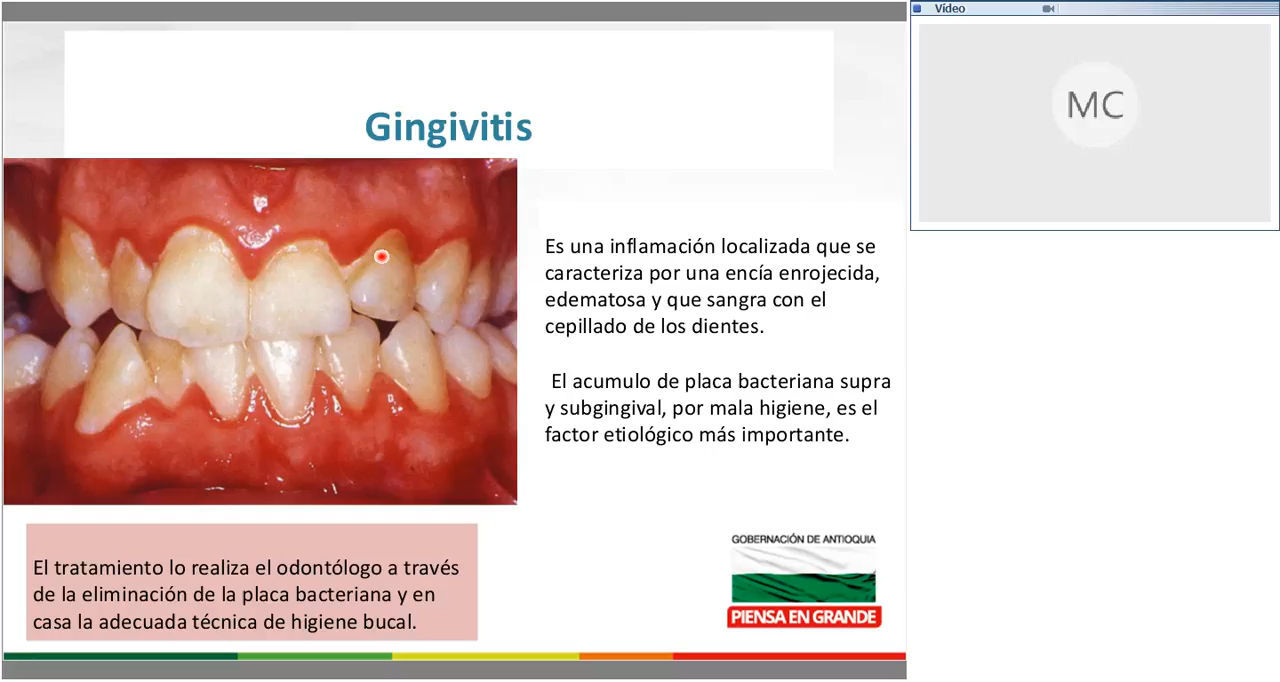 Vídeo
MC
Gingivitis
Es una inflamación localizada que se
caracteriza por una encía enrojecida,
edematosa y que sangra con el
cepillado de los dientes.
El acumulo de placa bacteriana supra
y subgingival, por mala higiene, es el
factor etiológico más importante.
El tratamiento lo realiza el odontólogo a través
de la eliminación de la placa bacteriana y en
casa la adecuada técnica de higiene bucal.
GOBERNACIÓN DE ANTIOQUIA
PIENSA EN GRANDE